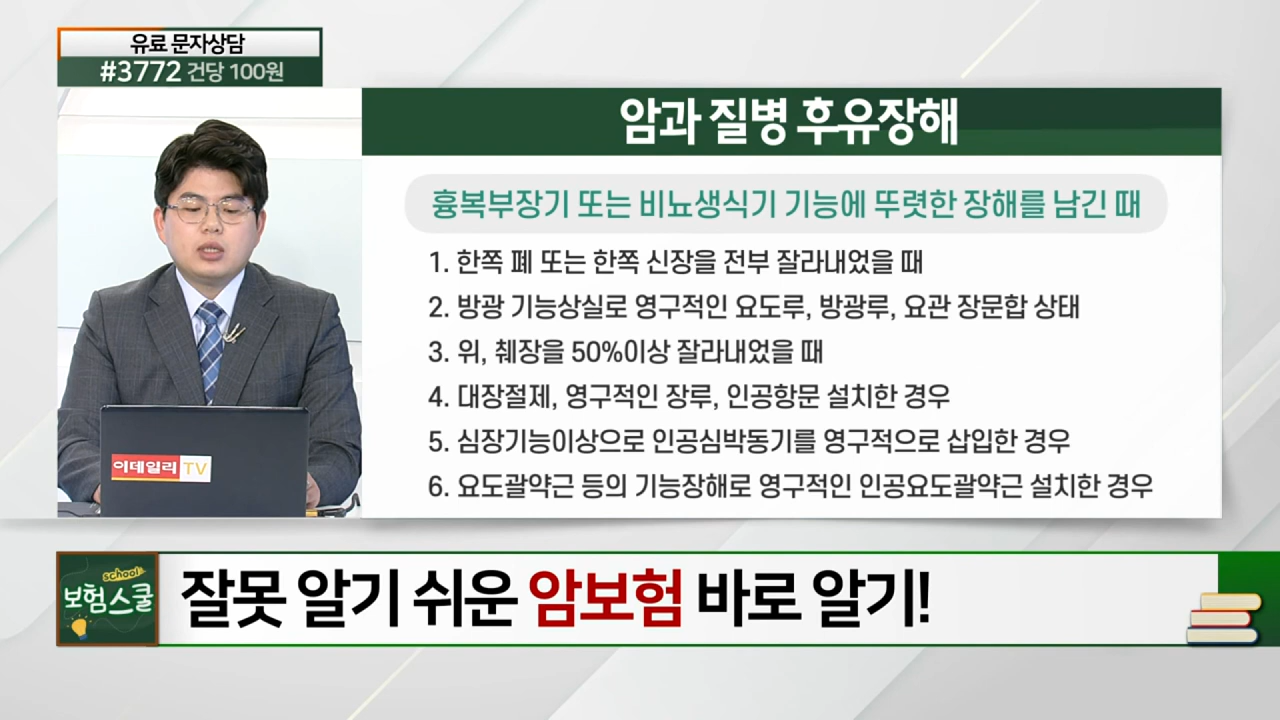 유료 문자상담
#3772 건당 100원
암과 질병 후유장해
흉복부장기 또는 비뇨생식기 기능에 뚜렷한 장해를 남긴 때
1. 한쪽 폐 또는 한쪽 신장을 전부 잘라내었을 때
2. 방광 기능상실로 영구적인 요도루, 방광루, 요관 장문합 상태
3. 위, 췌장을 50%이상 잘라내었을 때
4. 대장절제, 영구적인 장루, 인공항문 설치한 경우
5. 심장기능이상으로 인공심박동기를 영구적으로 삽입한 경우
6. 요도괄약근 등의 기능장해로 영구적인 인공요도괄약근 설치한 경우
이데일리 TV
school
보험스쿨
잘못 알기 쉬운 암보험 바로 알기!